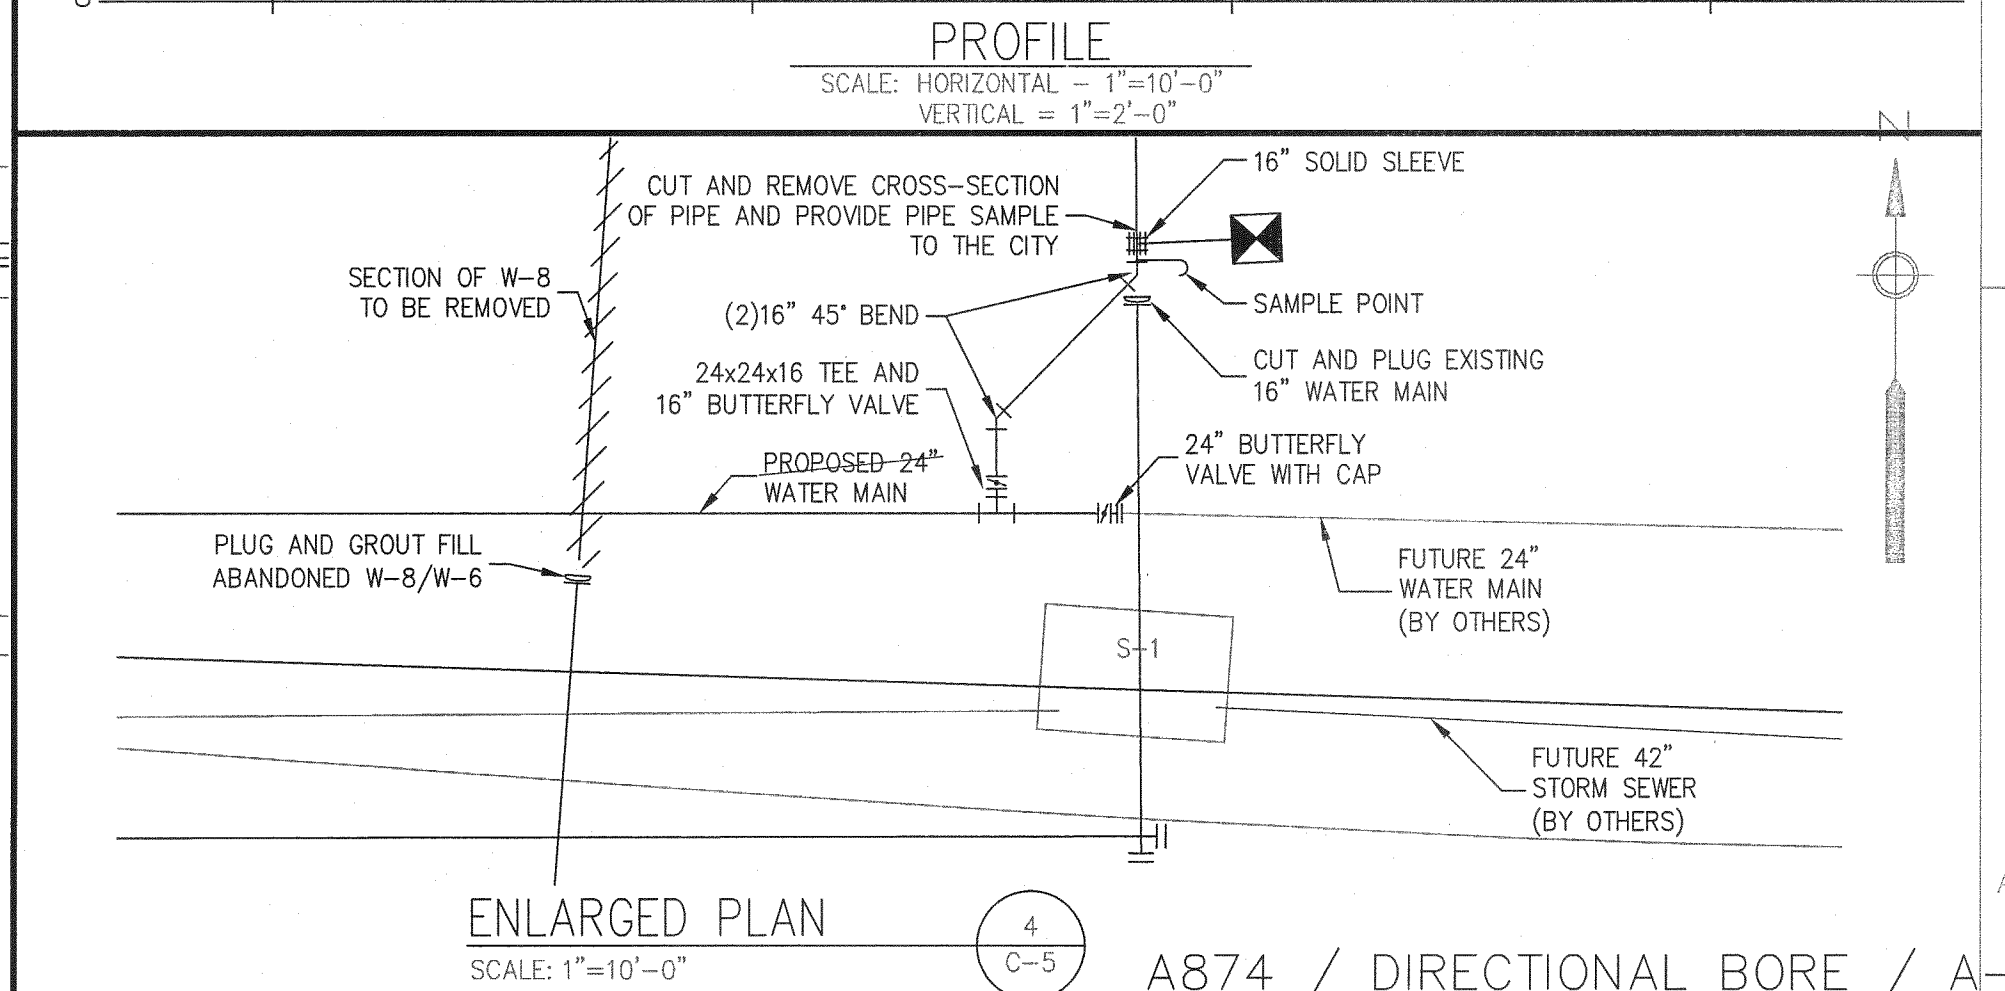 PROFILE
SCALE: HORIZONTAL - 1"=10'-0"
VERTICAL = 1"=2'-0"
N
16" SOLID SLEEVE
CUT AND REMOVE CROSS-SECTION
OF PIPE AND PROVIDE PIPE SAMPLE
TO THE CITY
SECTION OF W-8
TO BE REMOVED
(2)16" 45° BEND
SAMPLE POINT
24x24x16 TEE AND
16" BUTTERFLY VALVE
CUT AND PLUG EXISTING
16" WATER MAIN
PROPOSED 24"
WATER MAIN
24" BUTTERFLY
VALVE WITH CAP
PLUG AND GROUT FILL
ABANDONED W-8/W-6
FUTURE 24"
WATER MAIN
(BY OTHERS)
S-1
FUTURE 42"
STORM SEWER
(BY OTHERS)
ENLARGED PLAN
SCALE: 1"=10'-0"
4
C-5
A874 / DIRECTIONAL BORE / A-